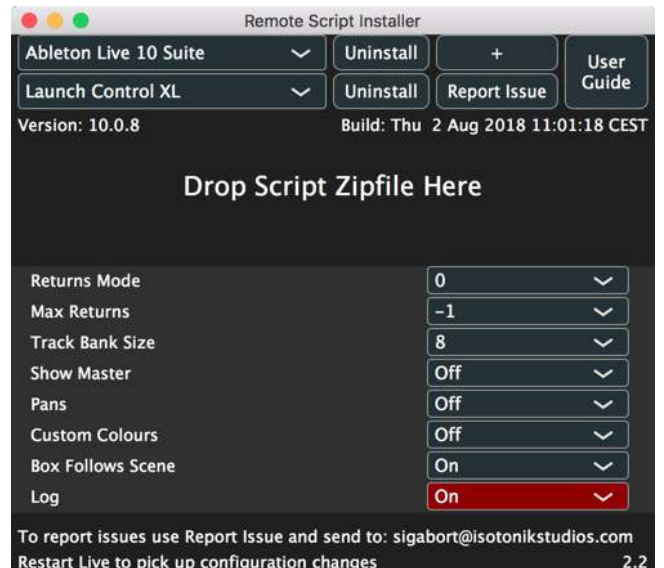 Remote Script Installer
Ableton Live 10 Suite Uninstall + User Guide
Launch Control XL Uninstall Report Issue
Version: 10.0.8 Build: Thu 2 Aug 2018 11:01:18 CEST
Drop Script Zipfile Here
Returns Mode 0
Max Returns -1
Track Bank Size 8
Show Master Off
Pans Off
Custom Colours Off
Box Follows Scene On
Log On
To report issues use Report Issue and send to: sigabort@isotonikstudios.com
Restart Live to pick up configuration changes 2.2